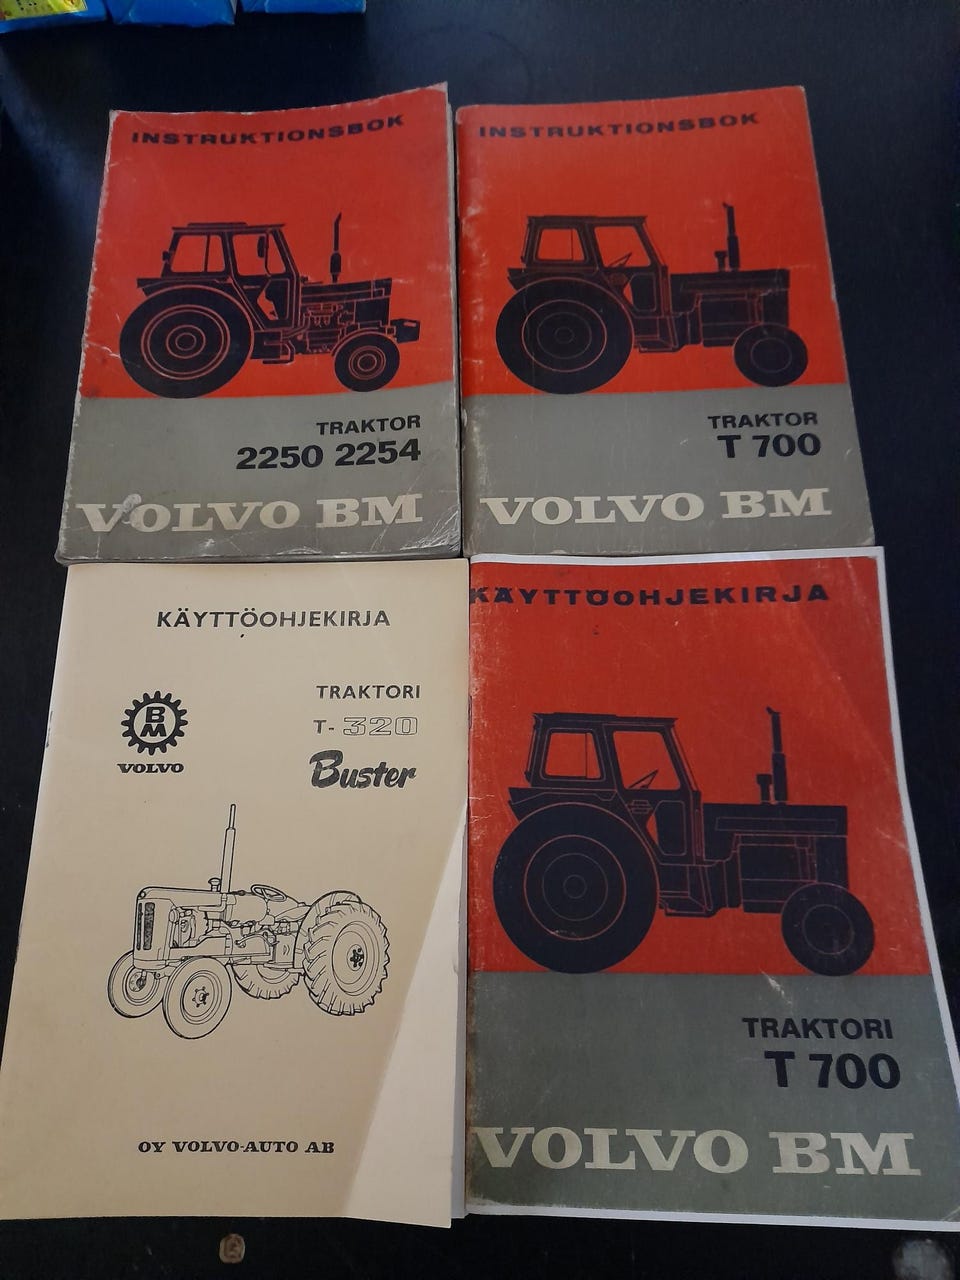 INSTRUKTIONSBOK
TRAKTOR
2250 2254
VOLVO BM
INSTRUKTIONSBOK
TRAKTOR
T 700
VOLVO BM
KÄYTTÖOHJEKIRJA
BM
VOLVO
TRAKTORI
T-320
Buster
OY VOLVO-AUTO AB
KÄYTTÖOHJEKIRJA
TRAKTORI
T 700
VOLVO BM